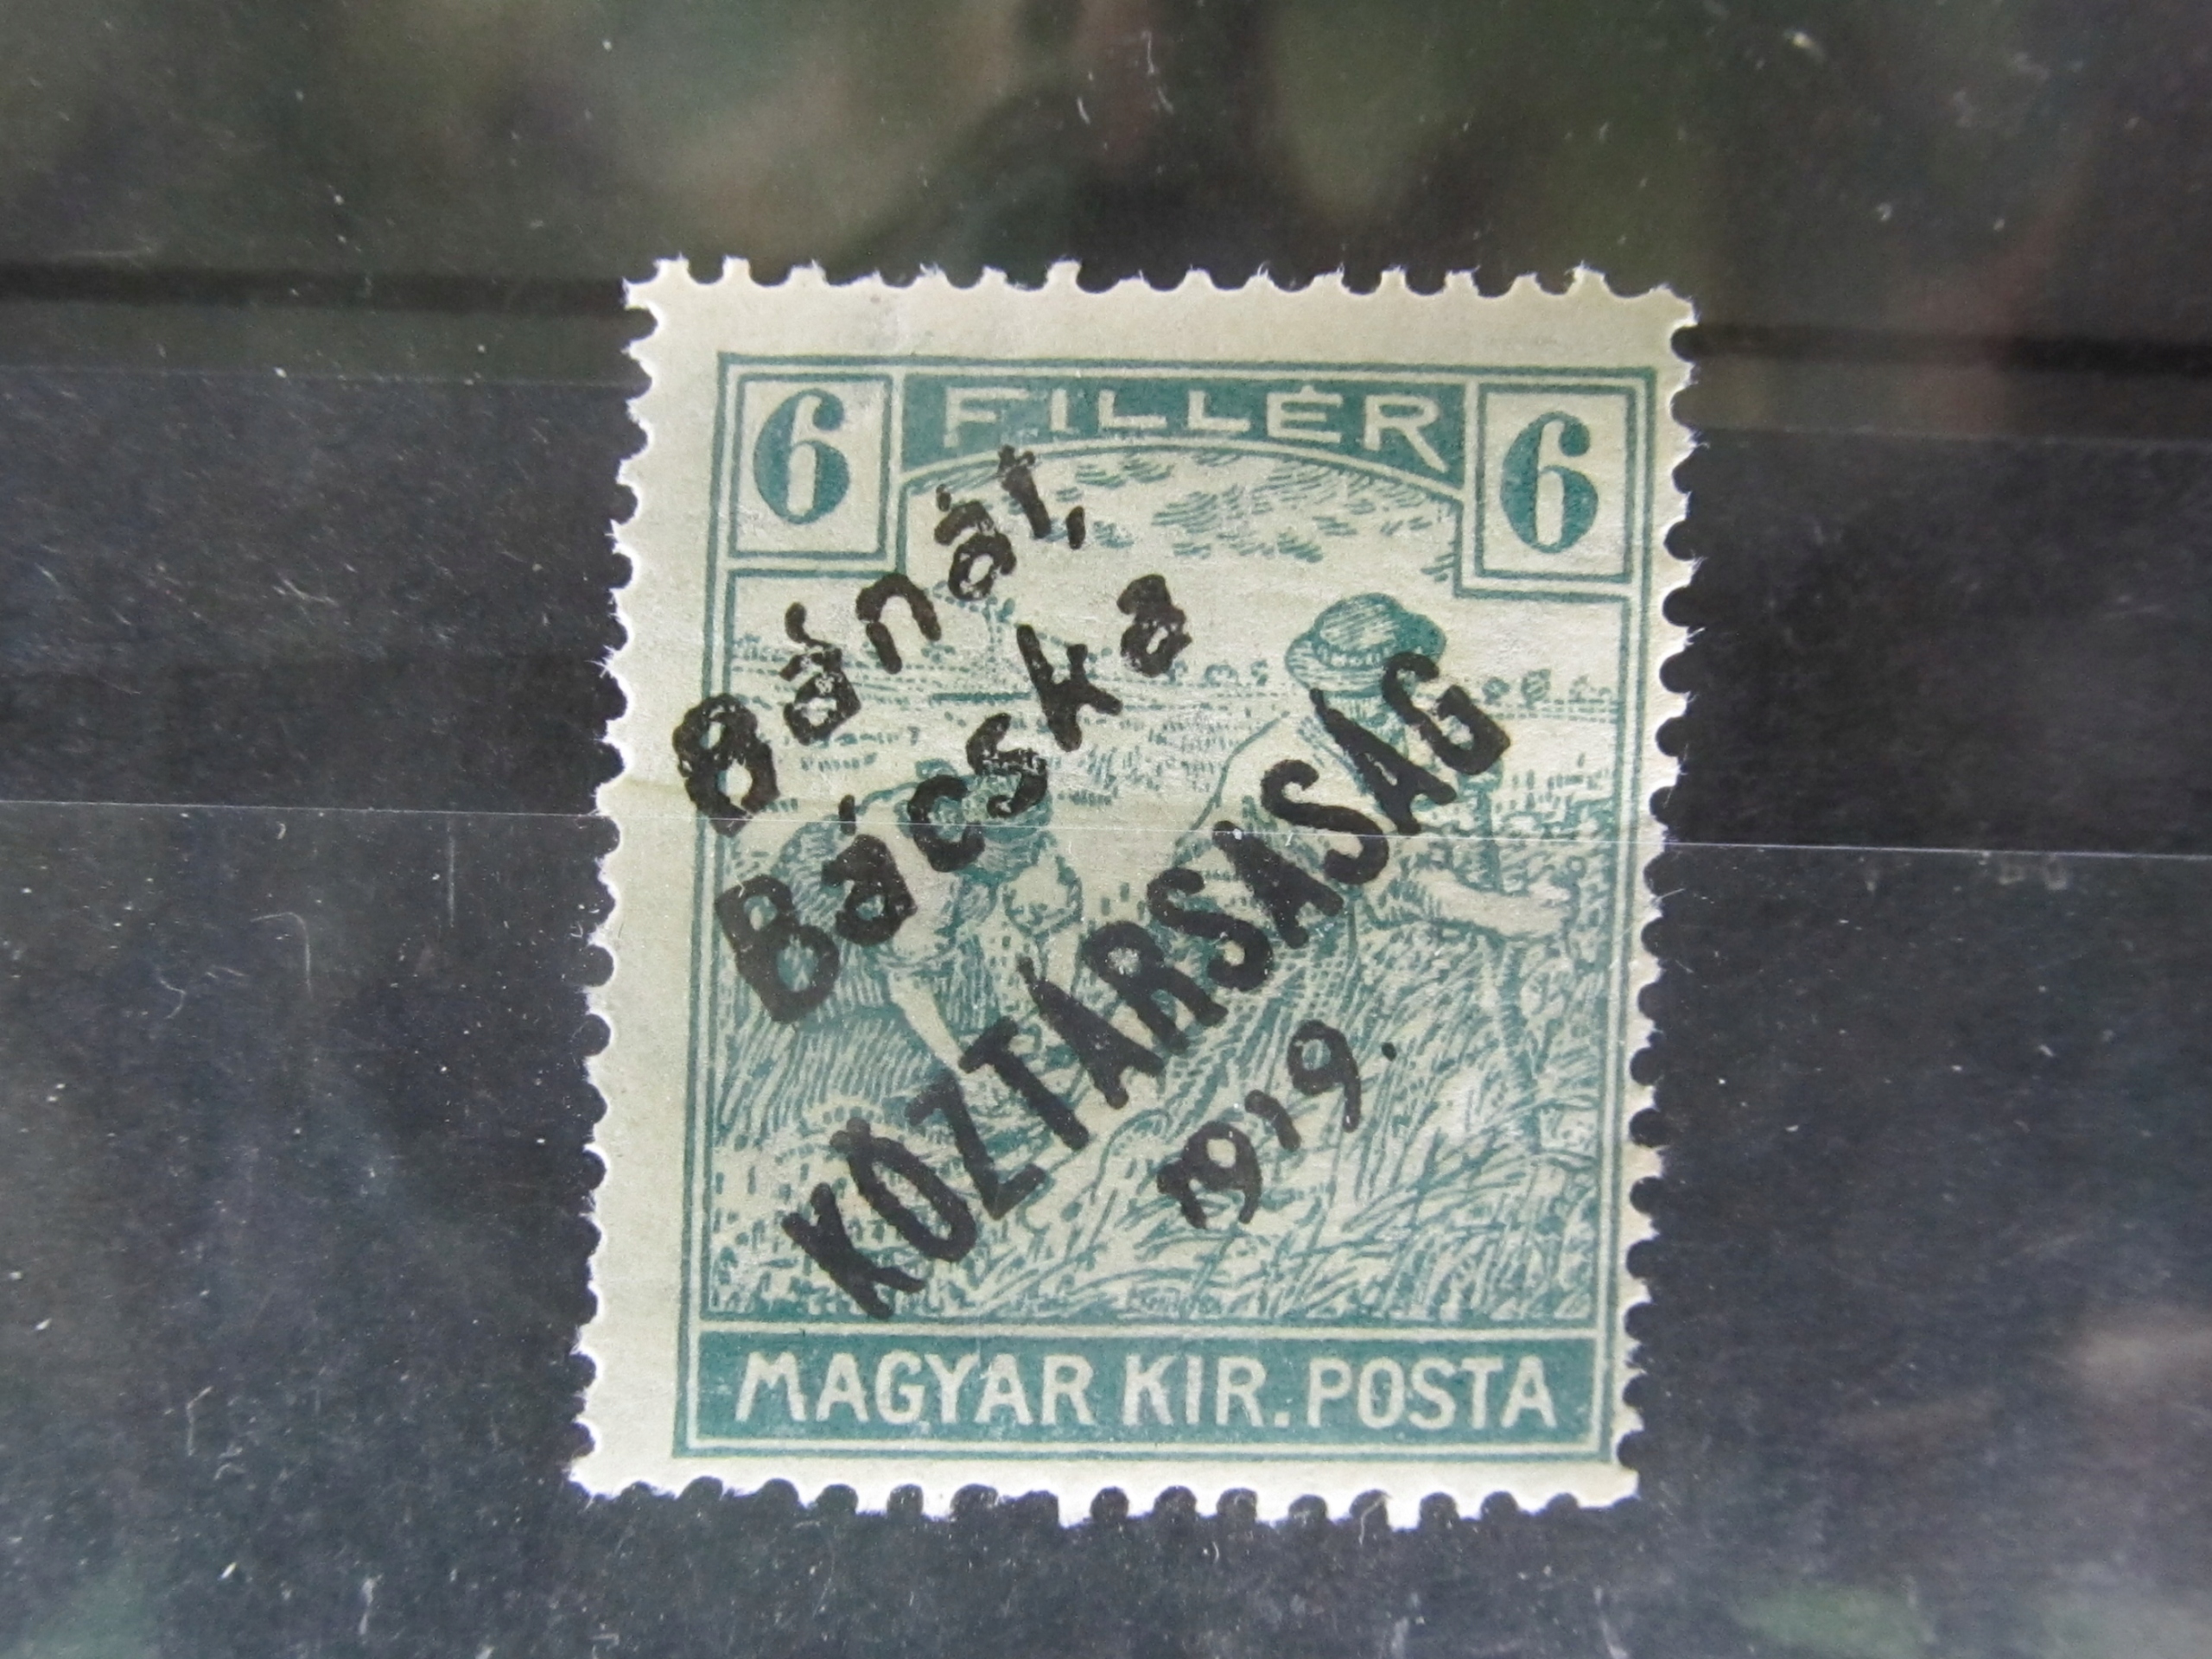 6 FILLÉR 6
Bánát,
Bácska
KÖZTÁRSASÁG
1919.
MAGYAR KIR. POSTA